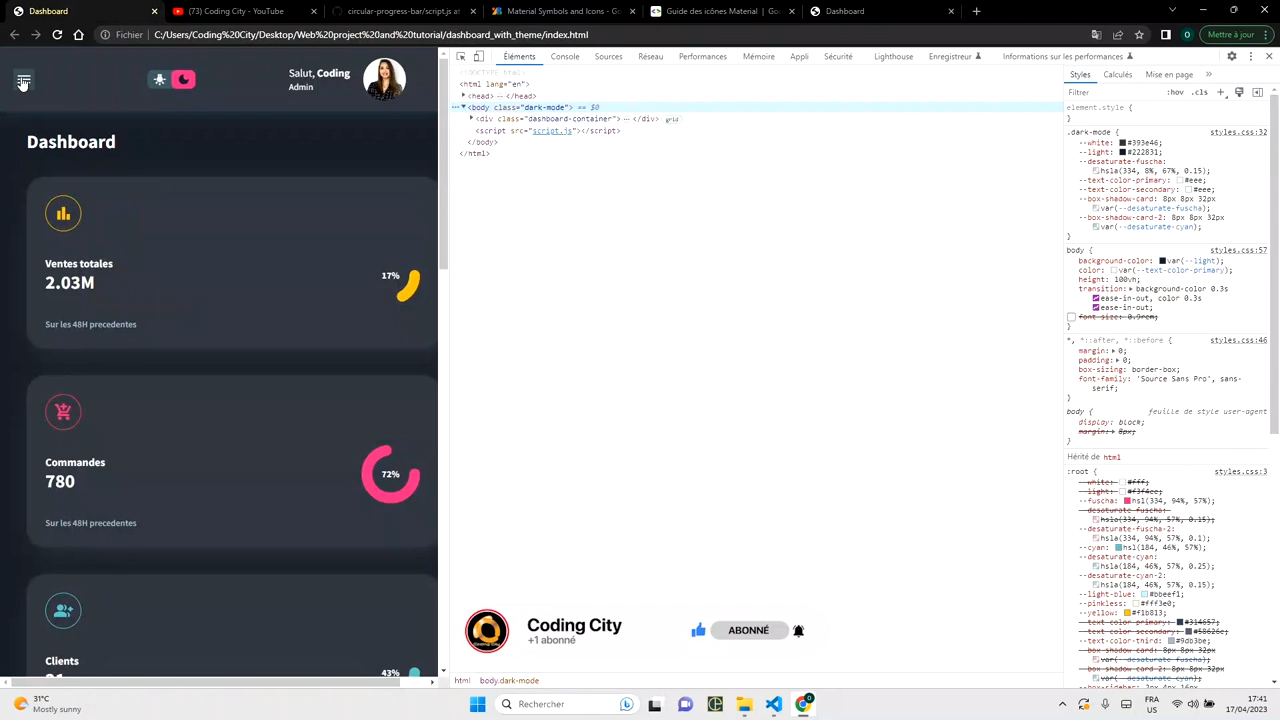 Dashboard
(73) Coding City - YouTube
circular-progress-bar/script.js at
Material Symbols and Icons - Go
Guide des icônes Material | Goo
Dashboard
Fichier
C:/Users/Coding%20City/Desktop/Web%20projects%20and%20tutorial/dashboard_with_theme/index.html
Mettre à jour
Éléments
Console
Sources
Réseau
Performances
Mémoire
Appli
Sécurité
Lighthouse
Enregistreur
Informations sur les performances
Salut, Coding
Admin
Dashboard
Ventes totales
2.03M
17%
Sur les 48H precedentes
Commandes
780
72%
Sur les 48H precedentes
Clients
43%
<!DOCTYPE html>
<html lang="en">
<head> </head>
<body class="dark-mode"> == $0
<div class="dashboard-container"> </div> grid
<script src="script.js"></script>
</body>
</html>
Coding City
+1 abonné
ABONNÉ
html body.dark-mode
Styles
Calculés
Mise en page
Filtrer
:hov .cls
element.style {
}
.dark-mode { styles.css:32
--white: #393e46;
--light: #222831;
--desaturate-fuscha:
hsla(334, 8%, 67%, 0.15);
--text-color-primary: #eee;
--text-color-secondary: #eee;
--box-shadow-card: 8px 8px 32px
var(--desaturate-fuscha);
--box-shadow-card-2: 8px 8px 32px
var(--desaturate-cyan);
}
body { styles.css:57
background-color: var(--light);
color: var(--text-color-primary);
height: 100vh;
transition: background-color 0.3s
ease-in-out, color 0.3s
ease-in-out;
font-size: 0.9rem;
}
*, *::after, *::before { styles.css:46
margin: 0;
padding: 0;
box-sizing: border-box;
font-family: 'Source Sans Pro', sans-
serif;
}
body { feuille de style user-agent
display: block;
margin: 8px;
}
Hérité de html
:root { styles.css:3
--white: #fff;
--light: #f3f4ee;
--fuscha: hsl(334, 94%, 57%);
--desaturate-fuscha:
hsla(334, 94%, 57%, 0.15);
--desaturate-fuscha-2:
hsla(334, 94%, 57%, 0.1);
--cyan: hsl(184, 46%, 57%);
--desaturate-cyan:
hsla(184, 46%, 57%, 0.25);
--desaturate-cyan-2:
hsla(184, 46%, 57%, 0.15);
--light-blue: #bbeef1;
--pinkless: #fff3e0;
--yellow: #f1b813;
--text-color-primary: #314657;
--text-color-secondary: #58626c;
--text-color-third: #9db3be;
--box-shadow-card: 8px 8px 32px
var(--desaturate-fuscha);
--box-shadow-card-2: 8px 8px 32px
var(--desaturate-cyan);
31°C
Mostly sunny
Rechercher
FRA
US
17:41
17/04/2023